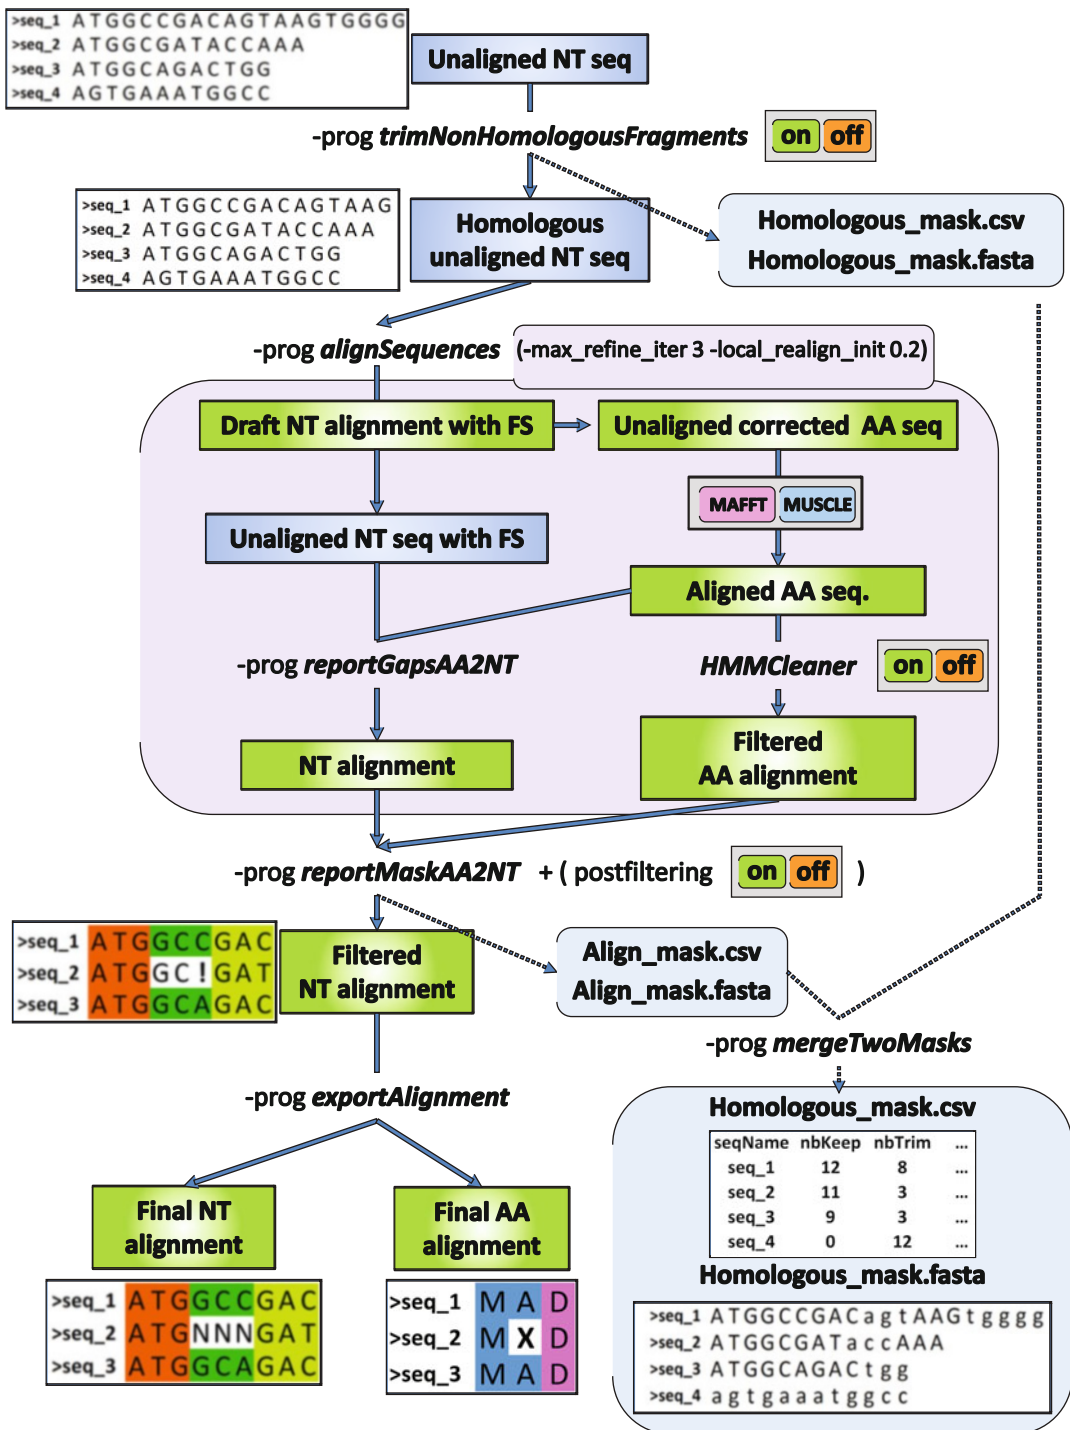 >seq_1 ATGGCCGACAGTAAGTGGGG
>seq_2 ATGGCGATACCAAA
>seq_3 ATGGCAGACTGG
>seq_4 AGTGAAATGGCC
Unaligned NT seq
-prog trimNonHomologousFragments on off
>seq_1 ATGGCCGACAGTAAG
>seq_2 ATGGCGATACCAAA
>seq_3 ATGGCAGACTGG
>seq_4 AGTGAAATGGCC
Homologous
unaligned NT seq
Homologous_mask.csv
Homologous_mask.fasta
-prog alignSequences (-max_refine_iter 3 -local_realign_init 0.2)
Draft NT alignment with FS
Unaligned corrected AA seq
MAFFT MUSCLE
Unaligned NT seq with FS
Aligned AA seq.
-prog reportGapsAA2NT
HMMCleaner on off
NT alignment
Filtered
AA alignment
-prog reportMaskAA2NT + ( postfiltering on off )
>seq_1 ATGGCCGAC
>seq_2 ATGGC!GAT
>seq_3 ATGGCAGAC
Filtered
NT alignment
Align_mask.csv
Align_mask.fasta
-prog mergeTwoMasks
-prog exportAlignment
Final NT
alignment
Final AA
alignment
>seq_1 ATGGCCGAC
>seq_2 ATGNNNGAT
>seq_3 ATGGCAGAC
>seq_1 M A D
>seq_2 M X D
>seq_3 M A D
Homologous_mask.csv
seqName nbKeep nbTrim ...
seq_1 12 8 ...
seq_2 11 3 ...
seq_3 9 3 ...
seq_4 0 12 ...
Homologous_mask.fasta
>seq_1 ATGGCCGACagtAAGtgggg
>seq_2 ATGGCGATaccAAA
>seq_3 ATGGCAGACtgg
>seq_4 agtgaaatggcc